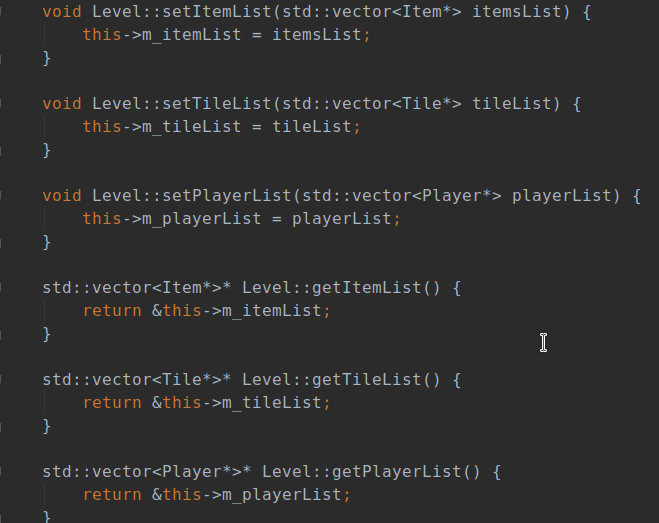 void Level::setItemList(std::vector<Item*> itemsList) {
    this->m_itemList = itemsList;
}

void Level::setTileList(std::vector<Tile*> tileList) {
    this->m_tileList = tileList;
}

void Level::setPlayerList(std::vector<Player*> playerList) {
    this->m_playerList = playerList;
}

std::vector<Item*>* Level::getItemList() {
    return &this->m_itemList;
}

std::vector<Tile*>* Level::getTileList() {
    return &this->m_tileList;
}

std::vector<Player*>* Level::getPlayerList() {
    return &this->m_playerList;
}